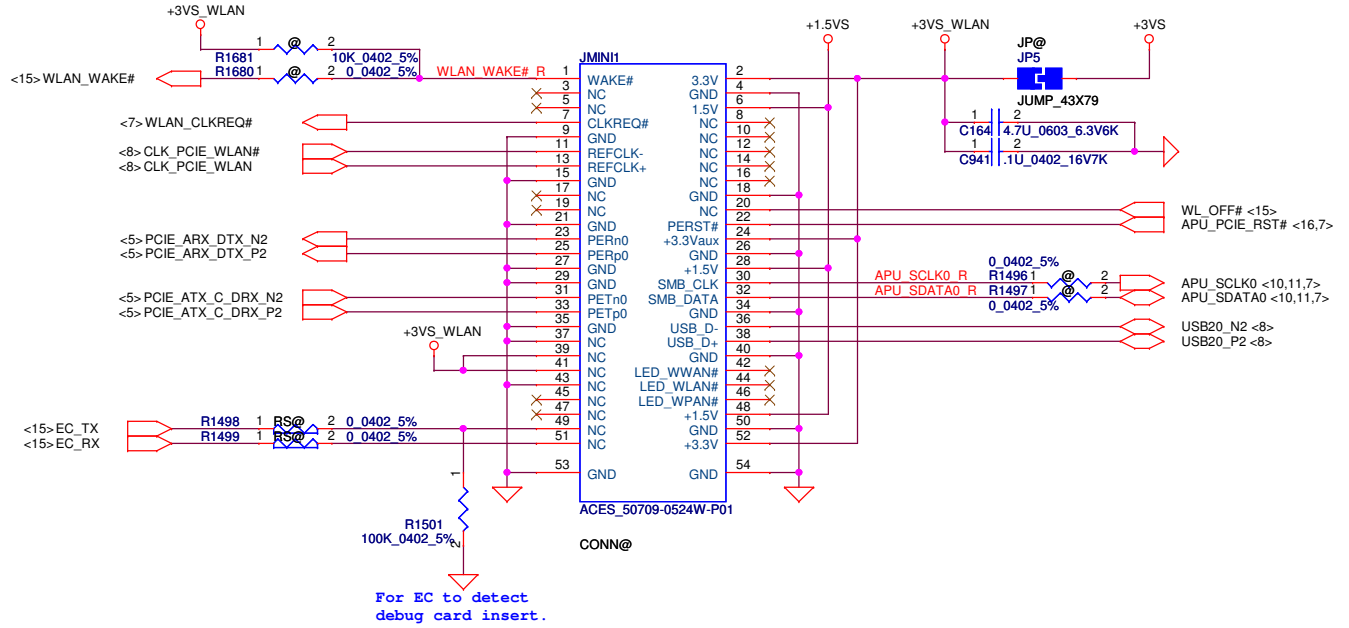 +3VS_WLAN
+1.5VS
+3VS_WLAN
+3VS
1 @ 2
R1681 10K_0402_5%
R1680 1 @ 2 0_0402_5%
<15> WLAN_WAKE#
WLAN_WAKE#_R
JMINI1
JP@
JP5
JUMP_43X79
1 WAKE# 3.3V 2
3 NC GND 4
5 NC 1.5V 6
<7> WLAN_CLKREQ# 7 CLKREQ# NC 8
9 GND NC 10
<8> CLK_PCIE_WLAN# 11 REFCLK- NC 12
<8> CLK_PCIE_WLAN 13 REFCLK+ NC 14
15 GND NC 16
17 NC GND 18
19 NC NC 20 WL_OFF# <15>
21 GND PERST# 22 APU_PCIE_RST# <16,7>
<5> PCIE_ARX_DTX_N2 23 PERn0 +3.3Vaux 24
<5> PCIE_ARX_DTX_P2 25 PERp0 GND 26
27 GND +1.5V 28
29 GND SMB_CLK 30 APU_SCLK0_R
<5> PCIE_ATX_C_DRX_N2 31 PETn0 SMB_DATA 32 APU_SDATA0_R
<5> PCIE_ATX_C_DRX_P2 33 PETp0 GND 34
35 GND USB_D- 36 USB20_N2 <8>
37 NC USB_D+ 38 USB20_P2 <8>
39 NC GND 40
41 NC LED_WWAN# 42
43 GND LED_WLAN# 44
45 NC LED_WPAN# 46
47 NC +1.5V 48
49 NC GND 50
51 NC +3.3V 52
53 GND GND 54
1 2
C164 4.7U_0603_6.3V6K
1 2
C941 .1U_0402_16V7K
0_0402_5%
R1496 1 @ 2 APU_SCLK0 <10,11,7>
R1497 1 @ 2 APU_SDATA0 <10,11,7>
0_0402_5%
+3VS_WLAN
<15> EC_TX R1498 1 RS@ 2 0_0402_5%
<15> EC_RX R1499 1 RS@ 2 0_0402_5%
1
R1501
100K_0402_5%
2
ACES_50709-0524W-P01
CONN@
For EC to detect
debug card insert.